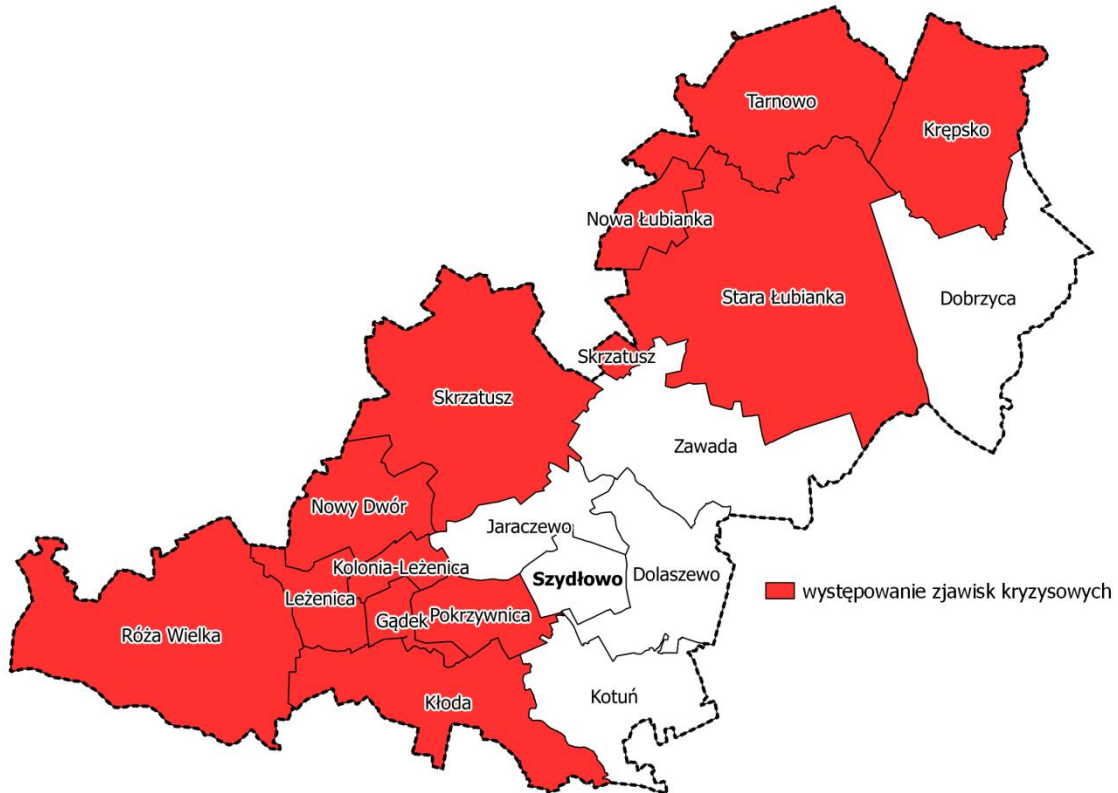 Tarnowo
Krępsko
Nowa Łubianka
Stara Łubianka
Dobrzyca
Skrzatusz
Skrzatusz
Zawada
Nowy Dwór
Jaraczewo
Kolonia-Leżenica
Szydłowo
Dolaszewo
Leżenica
występowanie zjawisk kryzysowych
Gądek
Pokrzywnica
Róża Wielka
Kłoda
Kotuń